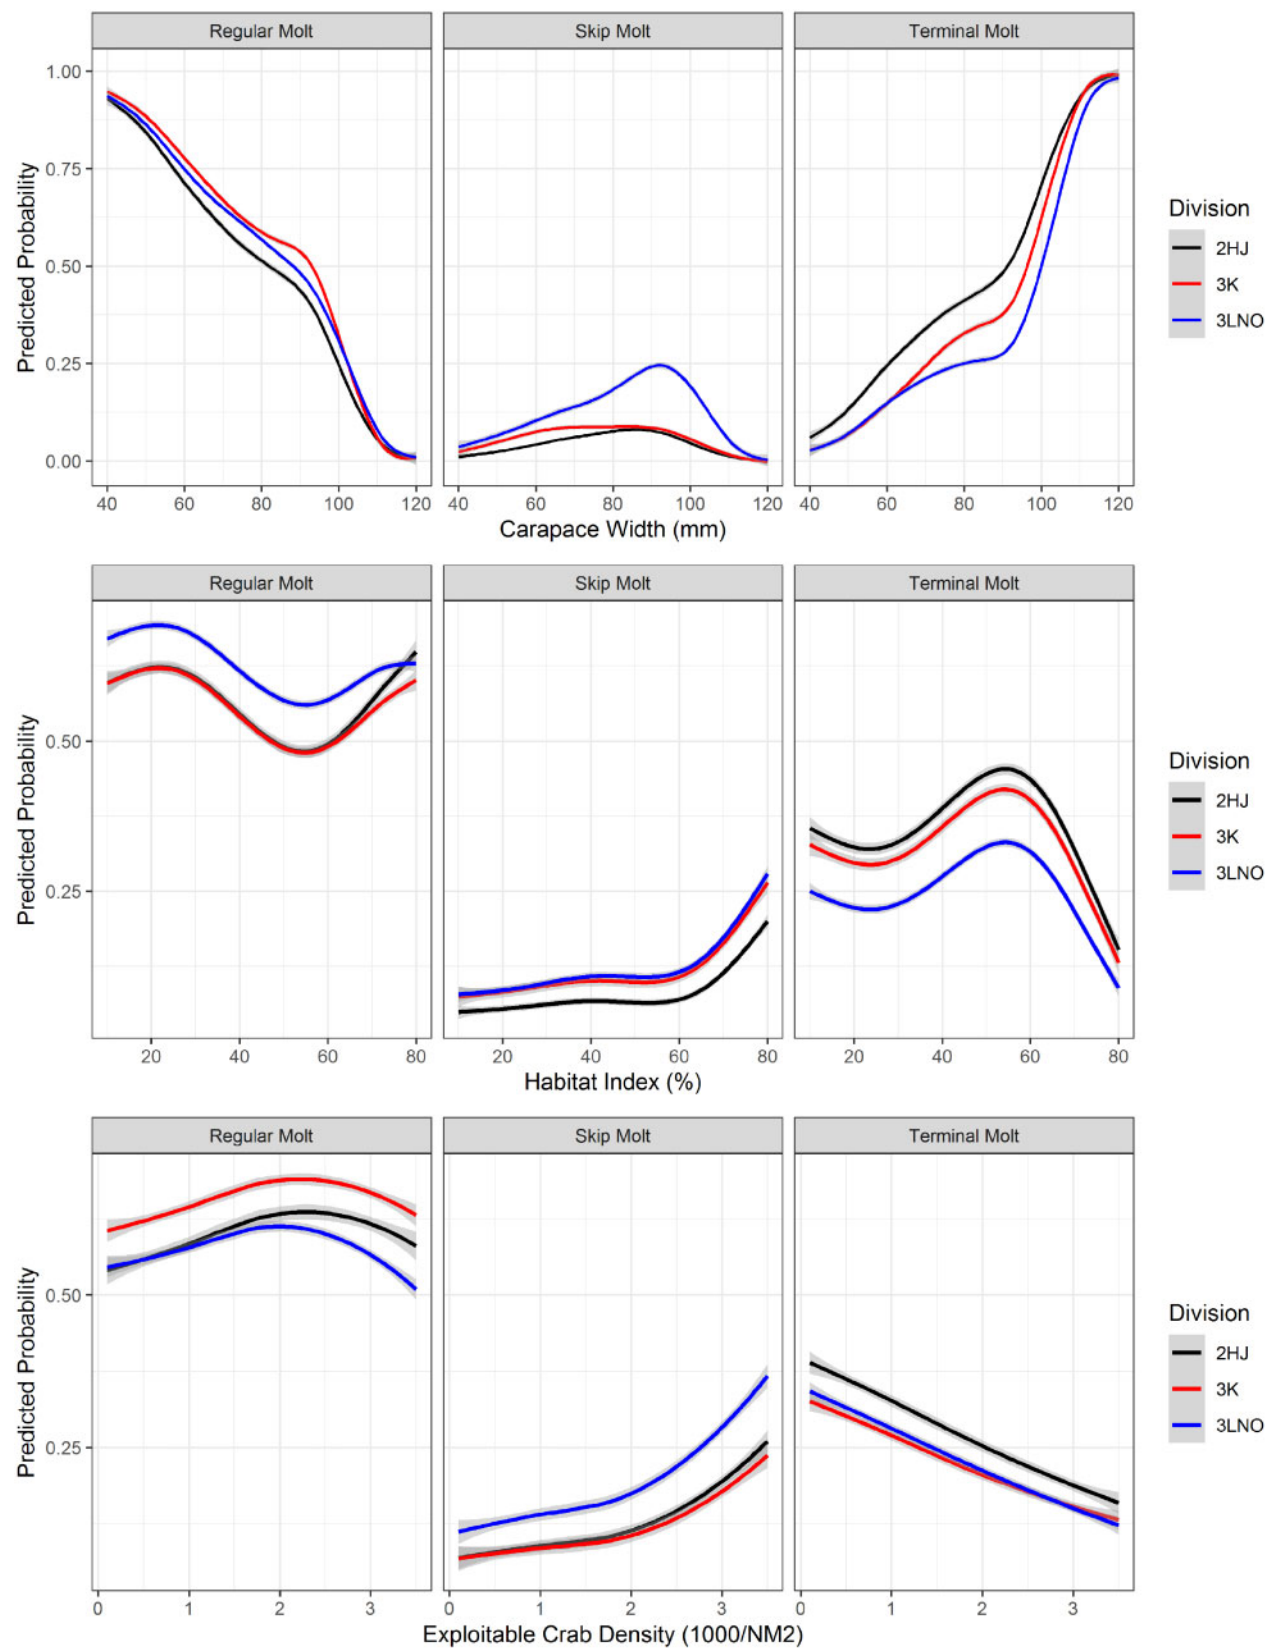 Regular Molt Skip Molt Terminal Molt
Predicted Probability
1.00
0.75
0.50
0.25
0.00
40 60 80 100 120 40 60 80 100 120 40 60 80 100 120
Carapace Width (mm)
Division
2HJ
3K
3LNO
Regular Molt Skip Molt Terminal Molt
Predicted Probability
0.50
0.25
20 40 60 80 20 40 60 80 20 40 60 80
Habitat Index (%)
Division
2HJ
3K
3LNO
Regular Molt Skip Molt Terminal Molt
Predicted Probability
0.50
0.25
0 1 2 3 0 1 2 3 0 1 2 3
Exploitable Crab Density (1000/NM2)
Division
2HJ
3K
3LNO